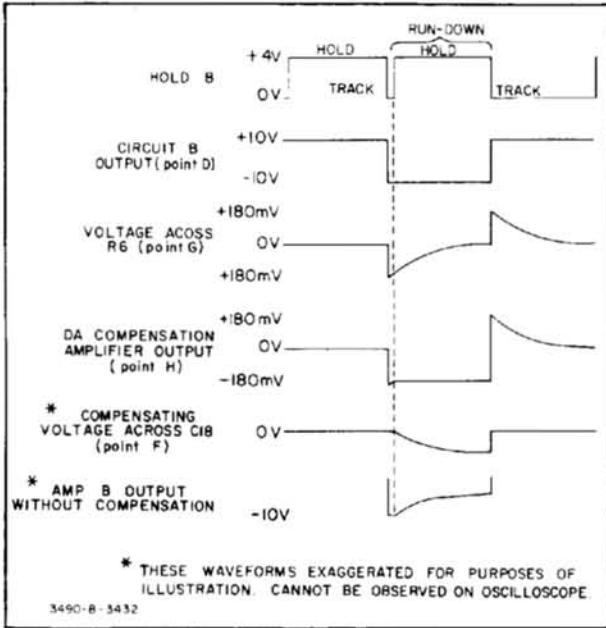 RUN-DOWN
HOLD HOLD
HOLD B +4V
0V TRACK TRACK
CIRCUIT B
OUTPUT(point D)
+10V
-10V
VOLTAGE ACOSS
R6 (point G)
+180mV
0V
+180mV
DA COMPENSATION
AMPLIFIER OUTPUT
(point H)
+180mV
0V
-180mV
* COMPENSATING
VOLTAGE ACROSS C18
(point F)
0V
* AMP B OUTPUT
WITHOUT COMPENSATION
-10V
* THESE WAVEFORMS EXAGGERATED FOR PURPOSES OF
ILLUSTRATION. CANNOT BE OBSERVED ON OSCILLOSCOPE.
3490-B-3432